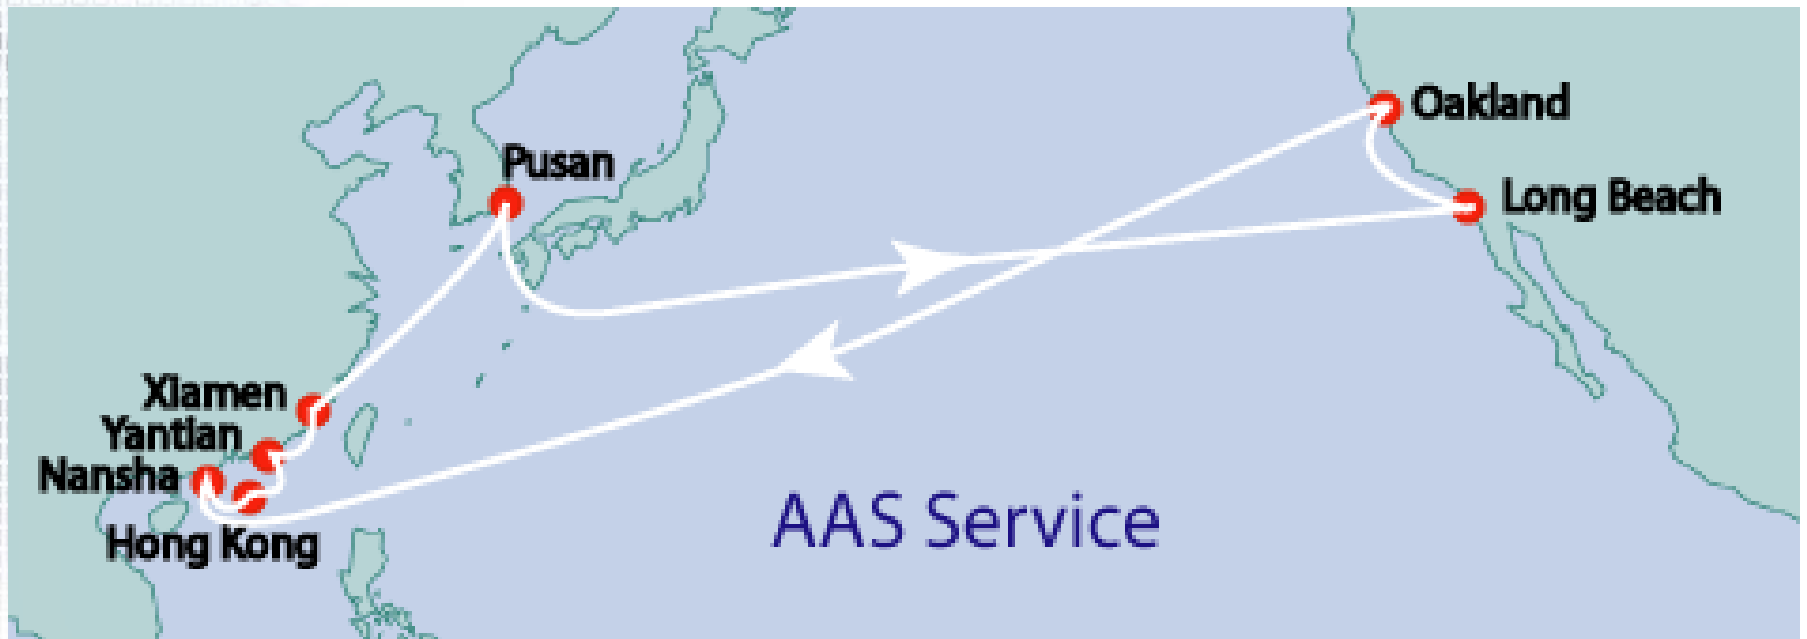 Oakland
Pusan
Long Beach
Xiamen
Yantian
Nansha
AAS Service
Hong Kong